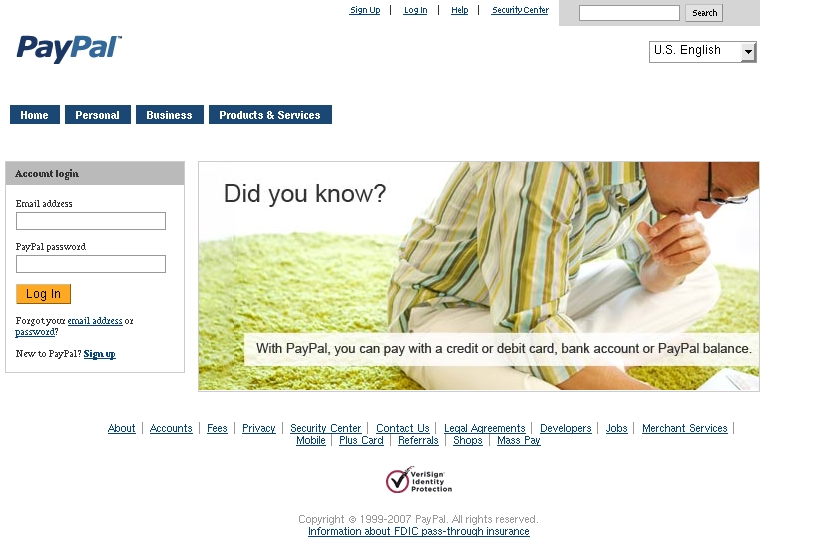 Sign Up | Log In | Help | Security Center Search
PayPal™
U.S. English
Home Personal Business Products & Services
Account login
Email address
PayPal password
Log In
Forgot your email address or
password?
New to PayPal? Sign up
Did you know?
With PayPal, you can pay with a credit or debit card, bank account or PayPal balance.
About | Accounts | Fees | Privacy | Security Center | Contact Us | Legal Agreements | Developers | Jobs | Merchant Services |
Mobile | Plus Card | Referrals | Shops | Mass Pay
VeriSign
Identity
Protection
Copyright © 1999-2007 PayPal. All rights reserved.
Information about FDIC pass-through insurance